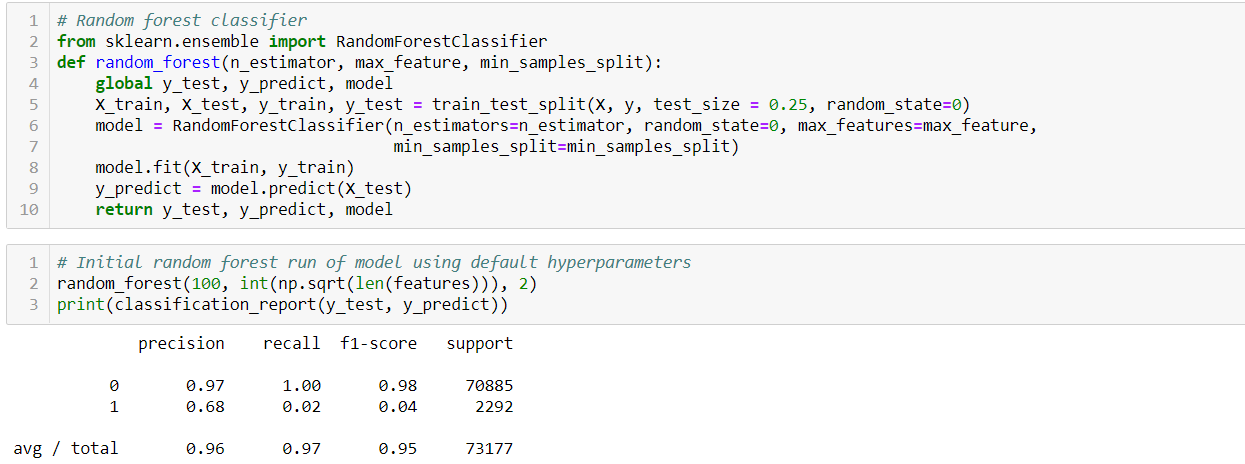 1 # Random forest classifier
2 from sklearn.ensemble import RandomForestClassifier
3 def random_forest(n_estimator, max_feature, min_samples_split):
4     global y_test, y_predict, model
5     X_train, X_test, y_train, y_test = train_test_split(X, y, test_size = 0.25, random_state=0)
6     model = RandomForestClassifier(n_estimators=n_estimator, random_state=0, max_features=max_feature,
7                                    min_samples_split=min_samples_split)
8     model.fit(X_train, y_train)
9     y_predict = model.predict(X_test)
10     return y_test, y_predict, model
1 # Initial random forest run of model using default hyperparameters
2 random_forest(100, int(np.sqrt(len(features))), 2)
3 print(classification_report(y_test, y_predict))
             precision    recall  f1-score   support
          0       0.97      1.00      0.98     70885
          1       0.68      0.02      0.04      2292
avg / total       0.96      0.97      0.95     73177